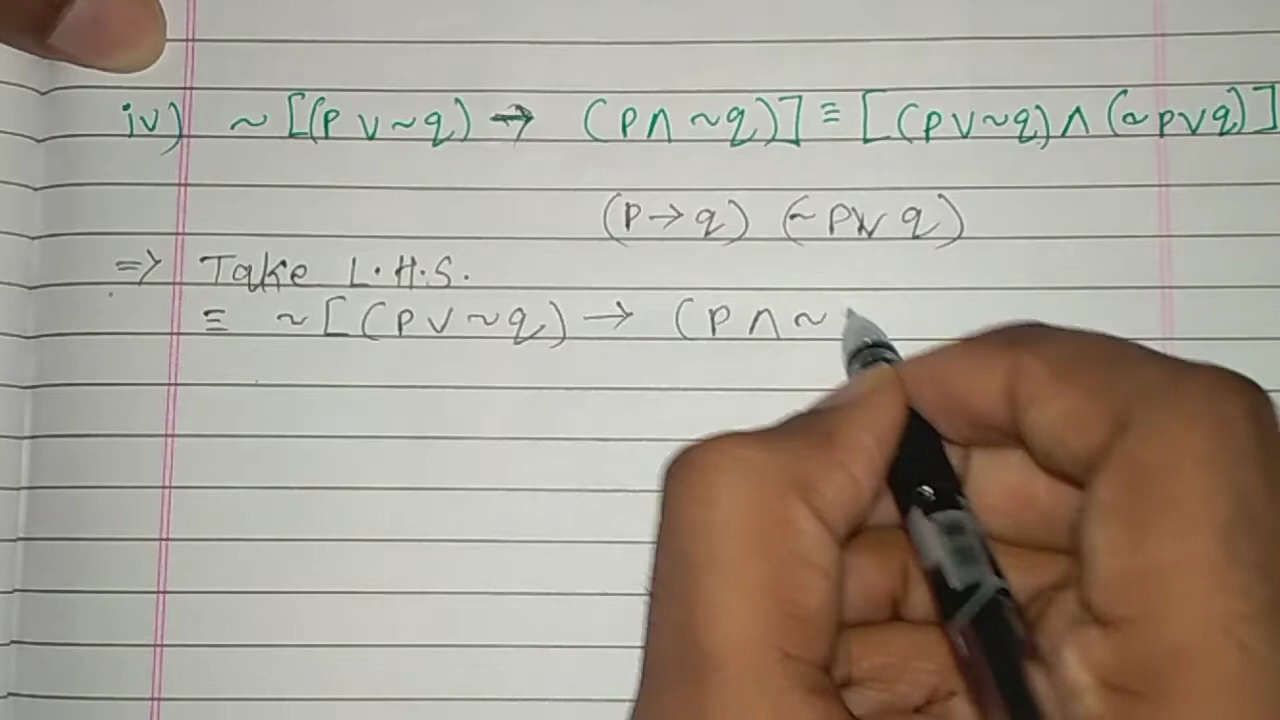 iv) ~ [(p ∨ ~q) → (p ∧ ~q)] ≡ [(p ∨ ~q) ∧ (~p ∨ q)]
(p → q) (~p ∨ q)
⇒ Take L.H.S.
≡ ~ [(p ∨ ~q) → (p ∧ ~